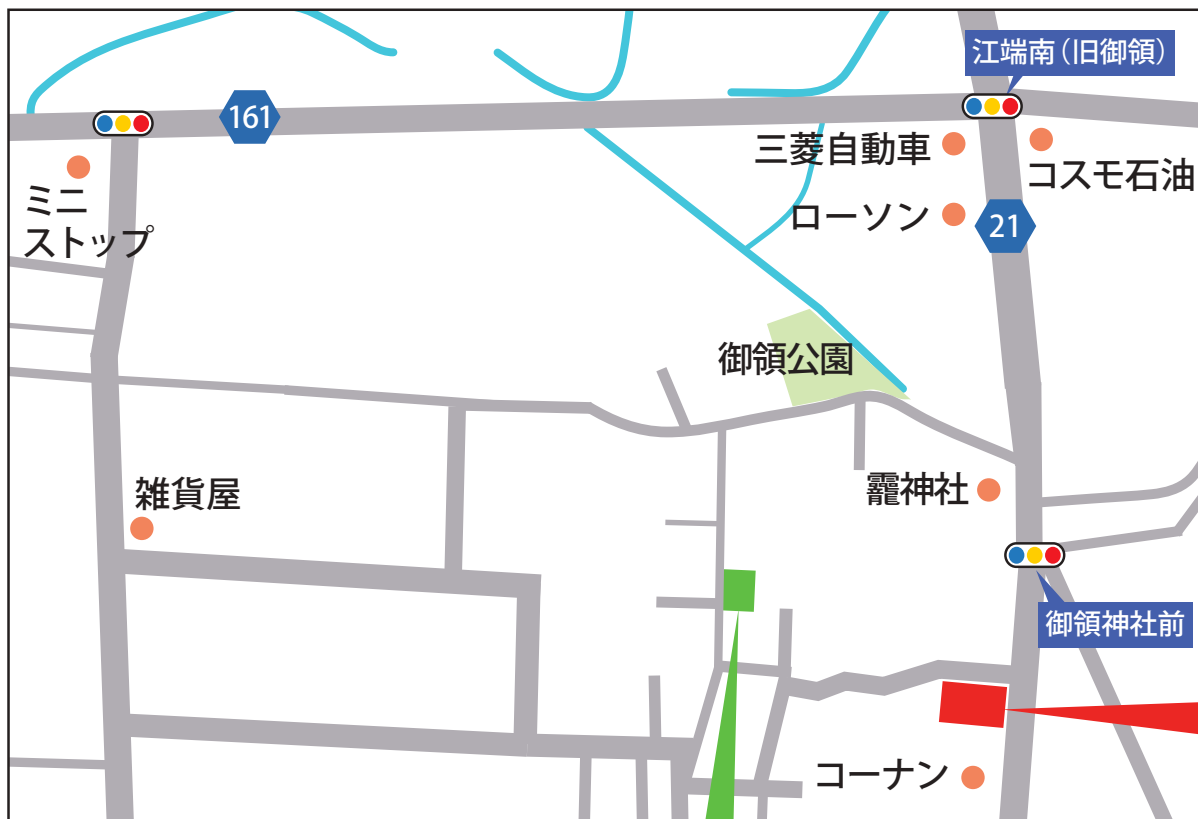 江端南（旧御領）
161
三菱自動車
コスモ石油
ミニ
ストップ
ローソン
21
御領公園
雑貨屋
龗神社
御領神社前
コーナン